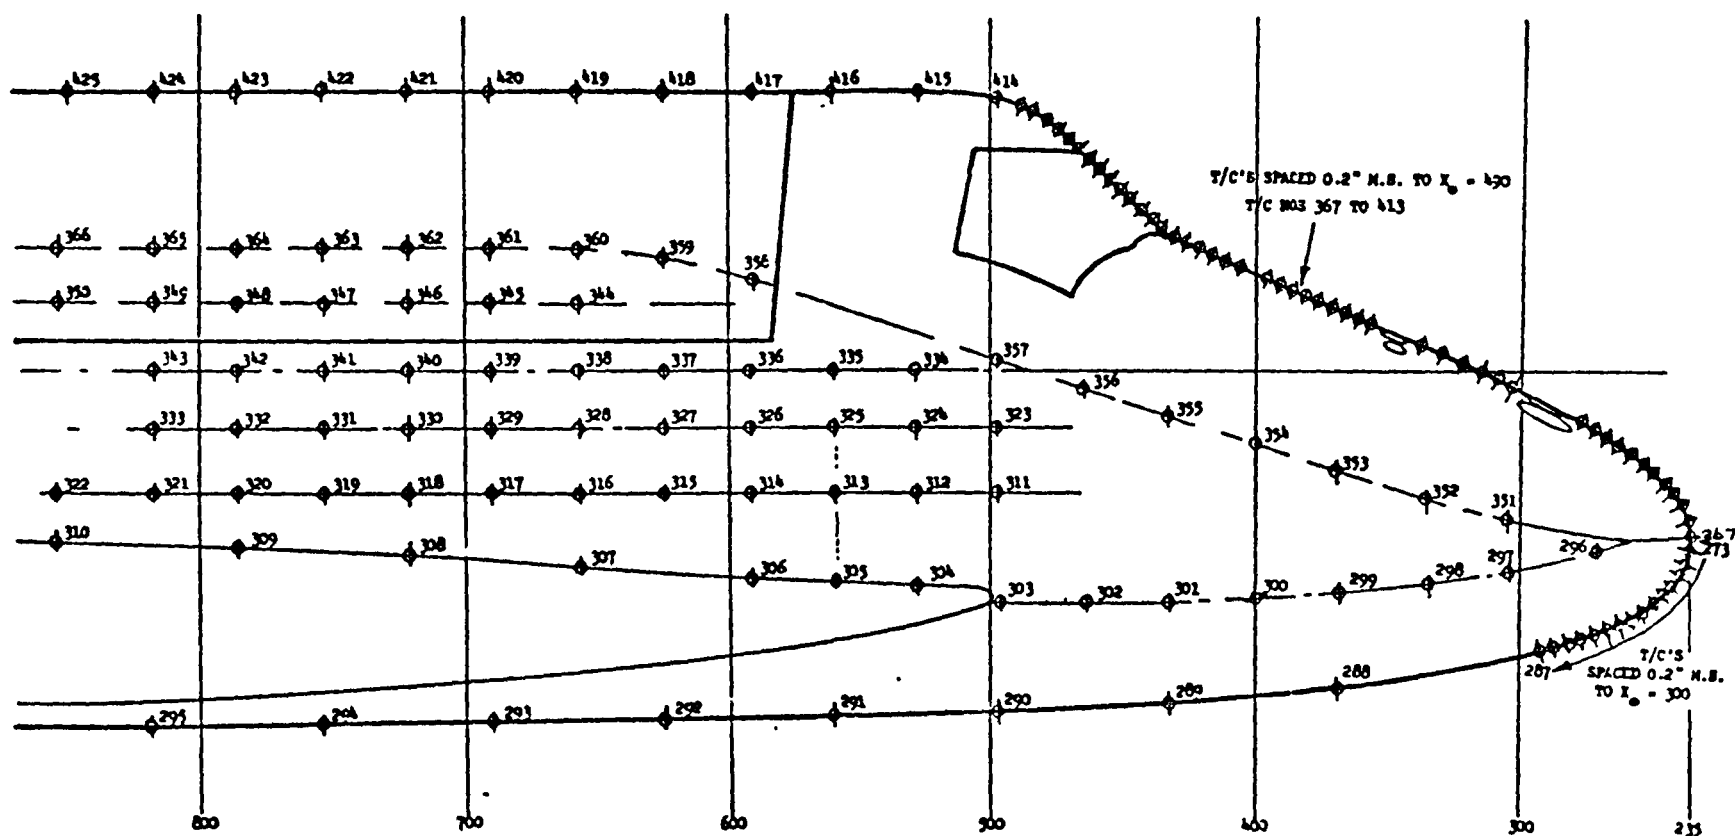 425 424 423 422 421 420 419 418 417 416 415 414
T/C'S SPACED 0.2" M.S. TO X₀ = 490
T/C NOS 367 TO 413
366 365 364 363 362 361 360 359 358
350 349 348 347 346 345 344
343 342 341 340 339 338 337 336 335 334 357
356 355 354 353 352 351
333 332 331 330 329 328 327 326 325 324 323
322 321 320 319 318 317 316 315 314 313 312 311
310 309 308 307 306 305 304 303 302 301 300 299 298 297 296
267
273
295 294 293 292 291 290 289 288 287
T/C'S
SPACED 0.2" M.S.
TO X₀ = 300
800 700 600 500 400 300 235